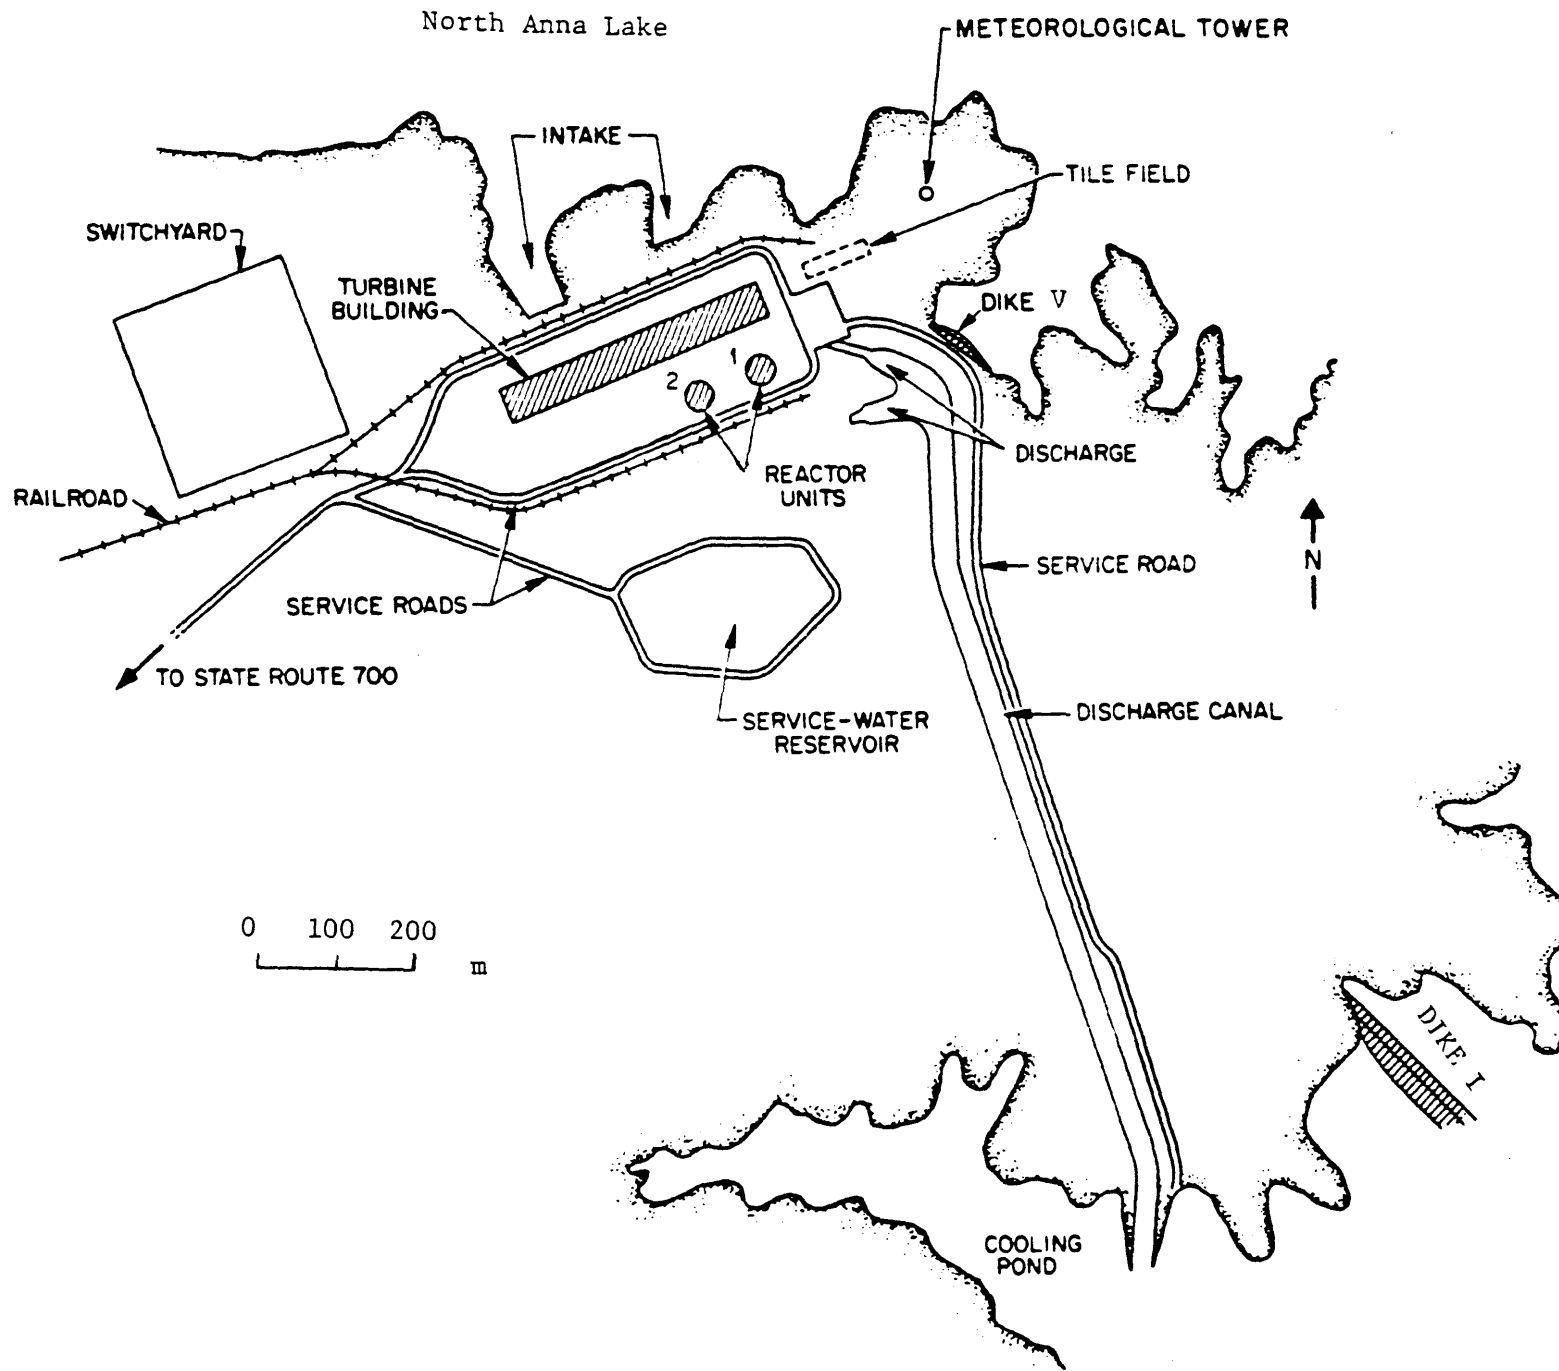 North Anna Lake
METEOROLOGICAL TOWER
INTAKE
TILE FIELD
SWITCHYARD
TURBINE
BUILDING
DIKE V
1
2
DISCHARGE
REACTOR
UNITS
RAILROAD
N
SERVICE ROAD
SERVICE ROADS
TO STATE ROUTE 700
DISCHARGE CANAL
SERVICE-WATER
RESERVOIR
0 100 200
m
DIKE I
COOLING
POND